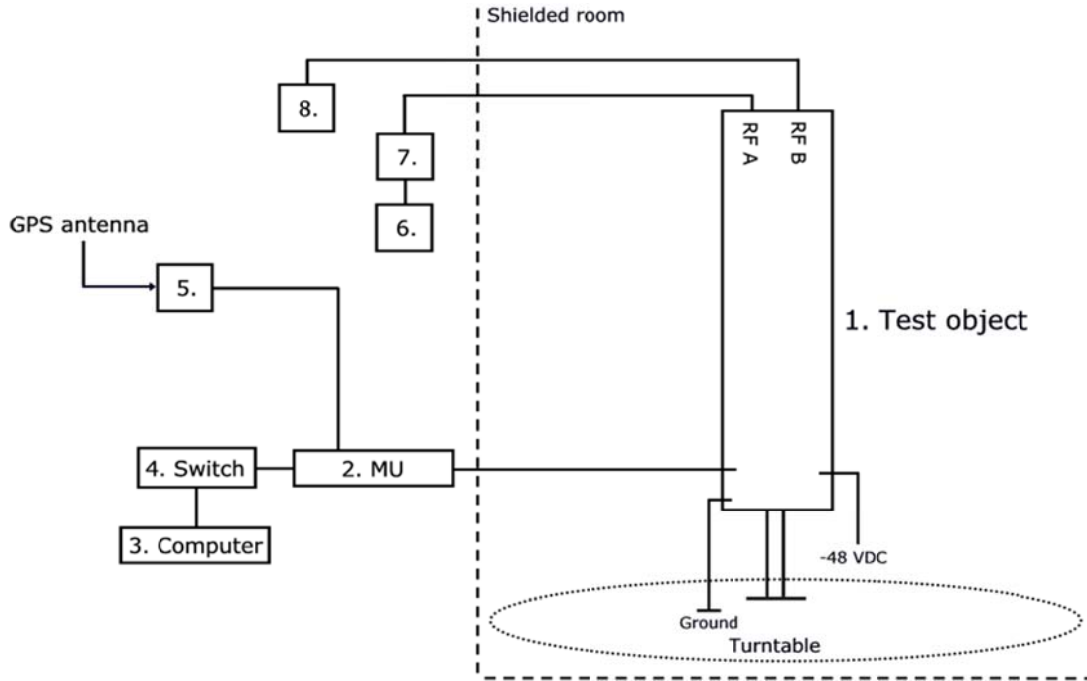 Shielded room
8.
7.
RF A
RF B
6.
GPS antenna
5.
1. Test object
4. Switch
2. MU
3. Computer
-48 VDC
Ground
Turntable